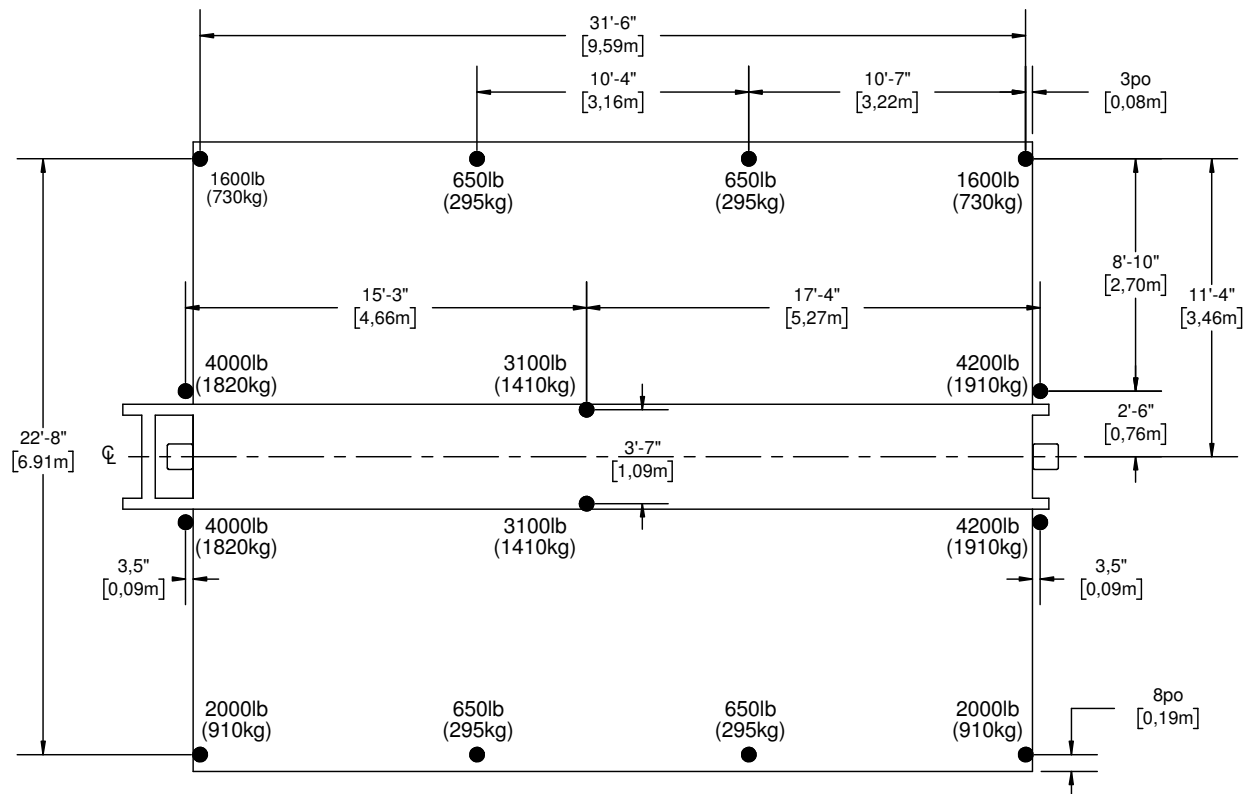 31'-6"
[9,59m]
10'-4"
[3,16m]
10'-7"
[3,22m]
3po
[0,08m]
1600lb
(730kg)
650lb
(295kg)
650lb
(295kg)
1600lb
(730kg)
8'-10"
[2,70m]
11'-4"
[3,46m]
15'-3"
[4,66m]
17'-4"
[5,27m]
4000lb
(1820kg)
3100lb
(1410kg)
4200lb
(1910kg)
2'-6"
[0,76m]
22'-8"
[6.91m]
℄
3'-7"
[1,09m]
4000lb
(1820kg)
3100lb
(1410kg)
4200lb
(1910kg)
3,5"
[0,09m]
3,5"
[0,09m]
2000lb
(910kg)
650lb
(295kg)
650lb
(295kg)
2000lb
(910kg)
8po
[0,19m]